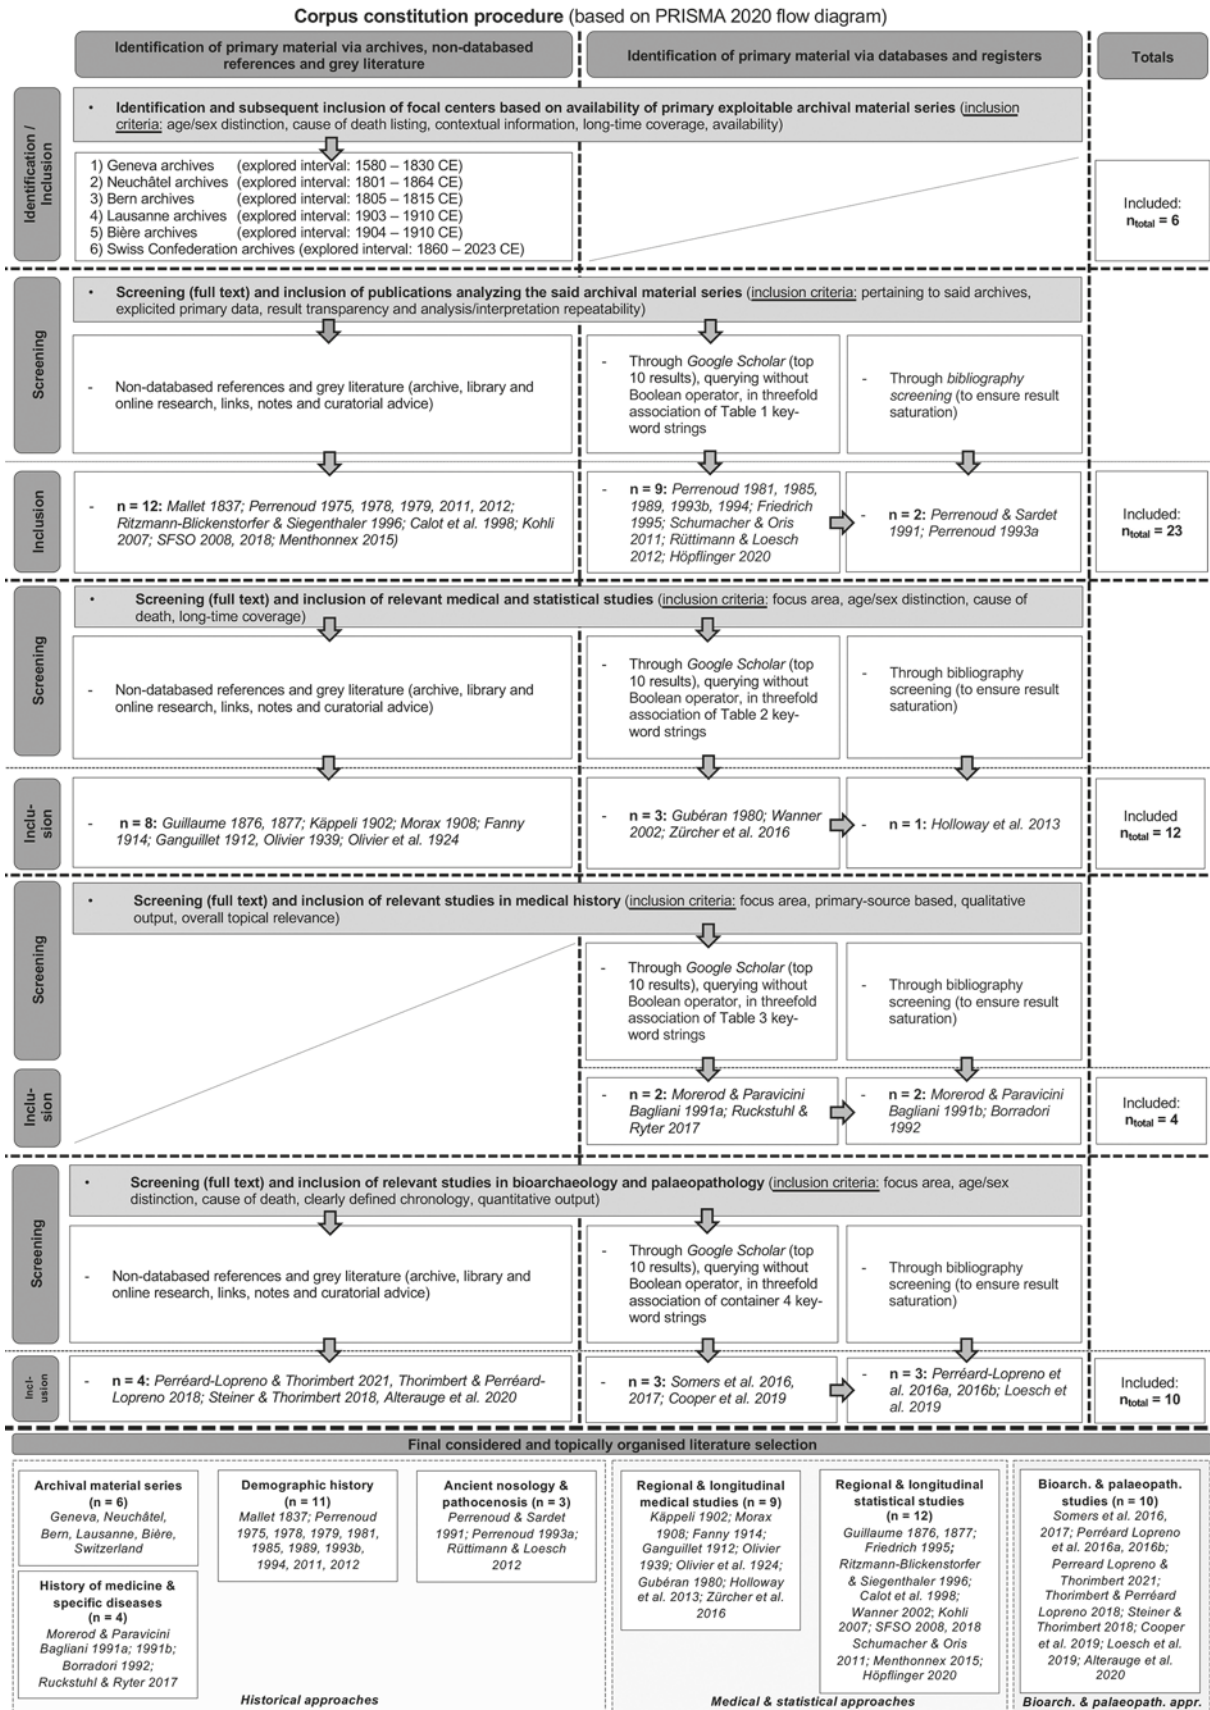 Corpus constitution procedure (based on PRISMA 2020 flow diagram)
Identification of primary material via archives, non-databased
references and grey literature
Identification of primary material via databases and registers
Totals
Identification /
Inclusion
• Identification and subsequent inclusion of focal centers based on availability of primary exploitable archival material series (inclusion
criteria: age/sex distinction, cause of death listing, contextual information, long-time coverage, availability)
1) Geneva archives (explored interval: 1580 – 1830 CE)
2) Neuchâtel archives (explored interval: 1801 – 1864 CE)
3) Bern archives (explored interval: 1805 – 1815 CE)
4) Lausanne archives (explored interval: 1903 – 1910 CE)
5) Bière archives (explored interval: 1904 – 1910 CE)
6) Swiss Confederation archives (explored interval: 1860 – 2023 CE)
Included:
ntotal = 6
Screening
• Screening (full text) and inclusion of publications analyzing the said archival material series (inclusion criteria: pertaining to said archives,
explicited primary data, result transparency and analysis/interpretation repeatability)
- Non-databased references and grey literature (archive, library and
online research, links, notes and curatorial advice)
- Through Google Scholar (top
10 results), querying without
Boolean operator, in threefold
association of Table 1 key-
word strings
- Through bibliography
screening (to ensure result
saturation)
Inclusion
- n = 12: Mallet 1837; Perrenoud 1975, 1978, 1979, 2011, 2012;
Ritzmann-Blickenstorfer & Siegenthaler 1996; Calot et al. 1998; Kohli
2007; SFSO 2008, 2018; Menthonnex 2015)
- n = 9: Perrenoud 1981, 1985,
1989, 1993b, 1994; Friedrich
1995; Schumacher & Oris
2011; Rüttimann & Loesch
2012; Höpflinger 2020
- n = 2: Perrenoud & Sardet
1991; Perrenoud 1993a
Included:
ntotal = 23
Screening
• Screening (full text) and inclusion of relevant medical and statistical studies (inclusion criteria: focus area, age/sex distinction, cause of
death, long-time coverage)
- Non-databased references and grey literature (archive, library and
online research, links, notes and curatorial advice)
- Through Google Scholar (top
10 results), querying without
Boolean operator, in threefold
association of Table 2 key-
word strings
- Through bibliography
screening (to ensure result
saturation)
Inclu-
sion
- n = 8: Guillaume 1876, 1877; Käppeli 1902; Morax 1908; Fanny
1914; Ganguillet 1912, Olivier 1939; Olivier et al. 1924
- n = 3: Gubéran 1980; Wanner
2002; Zürcher et al. 2016
- n = 1: Holloway et al. 2013
Included
ntotal = 12
Screening
• Screening (full text) and inclusion of relevant studies in medical history (inclusion criteria: focus area, primary-source based, qualitative
output, overall topical relevance)
- Through Google Scholar (top
10 results), querying without
Boolean operator, in threefold
association of Table 3 key-
word strings
- Through bibliography
screening (to ensure result
saturation)
Inclu-
sion
- n = 2: Morerod & Paravicini
Bagliani 1991a; Ruckstuhl &
Ryter 2017
- n = 2: Morerod & Paravicini
Bagliani 1991b; Borradori
1992
Included:
ntotal = 4
Screening
• Screening (full text) and inclusion of relevant studies in bioarchaeology and palaeopathology (inclusion criteria: focus area, age/sex
distinction, cause of death, clearly defined chronology, quantitative output)
- Non-databased references and grey literature (archive, library and
online research, links, notes and curatorial advice)
- Through Google Scholar (top
10 results), querying without
Boolean operator, in threefold
association of container 4 key-
word strings
- Through bibliography
screening (to ensure result
saturation)
Incl-
usion
- n = 4: Perréard-Lopreno & Thorimbert 2021, Thorimbert & Perréard-
Lopreno 2018; Steiner & Thorimbert 2018, Alterauge et al. 2020
- n = 3: Somers et al. 2016,
2017; Cooper et al. 2019
- n = 3: Perréard-Lopreno et
al. 2016a, 2016b; Loesch et
al. 2019
Included:
ntotal = 10
Final considered and topically organised literature selection
Archival material series
(n = 6)
Geneva, Neuchâtel,
Bern, Lausanne, Bière,
Switzerland
History of medicine &
specific diseases
(n = 4)
Morerod & Paravicini
Bagliani 1991a; 1991b;
Borradori 1992;
Ruckstuhl & Ryter 2017
Demographic history
(n = 11)
Mallet 1837; Perrenoud
1975, 1978, 1979, 1981,
1985, 1989, 1993b,
1994, 2011, 2012
Ancient nosology &
pathocenosis (n = 3)
Perrenoud & Sardet
1991; Perrenoud 1993a;
Rüttimann & Loesch
2012
Historical approaches
Regional & longitudinal
medical studies (n = 9)
Käppeli 1902; Morax
1908; Fanny 1914;
Ganguillet 1912; Olivier
1939; Olivier et al. 1924;
Gubéran 1980; Holloway
et al. 2013; Zürcher et al.
2016
Regional & longitudinal
statistical studies
(n = 12)
Guillaume 1876, 1877;
Friedrich 1995;
Ritzmann-Blickenstorfer
& Siegenthaler 1996;
Calot et al. 1998;
Wanner 2002; Kohli
2007; SFSO 2008, 2018
Schumacher & Oris
2011; Menthonnex 2015;
Höpflinger 2020
Medical & statistical approaches
Bioarch. & palaeopath.
studies (n = 10)
Somers et al. 2016,
2017; Perréard Lopreno
et al. 2016a, 2016b;
Perreard Lopreno &
Thorimbert 2021;
Thorimbert & Perréard
Lopreno 2018; Steiner &
Thorimbert 2018; Cooper
et al. 2019; Loesch et al.
2019; Alterauge et al.
2020
Bioarch. & palaeopath. appr.